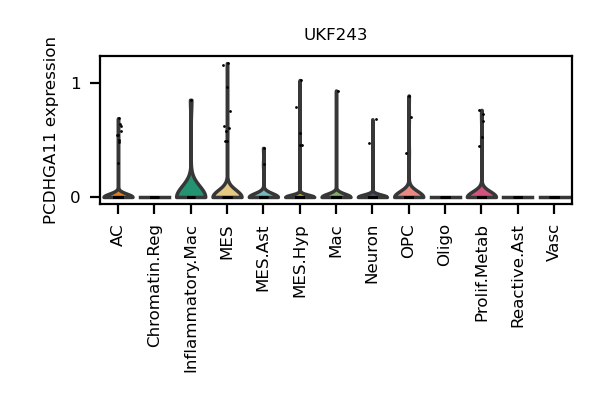 UKF243
PCDHGA11 expression
1
0
AC
Chromatin.Reg
Inflammatory.Mac
MES
MES.Ast
MES.Hyp
Mac
Neuron
OPC
Oligo
Prolif.Metab
Reactive.Ast
Vasc